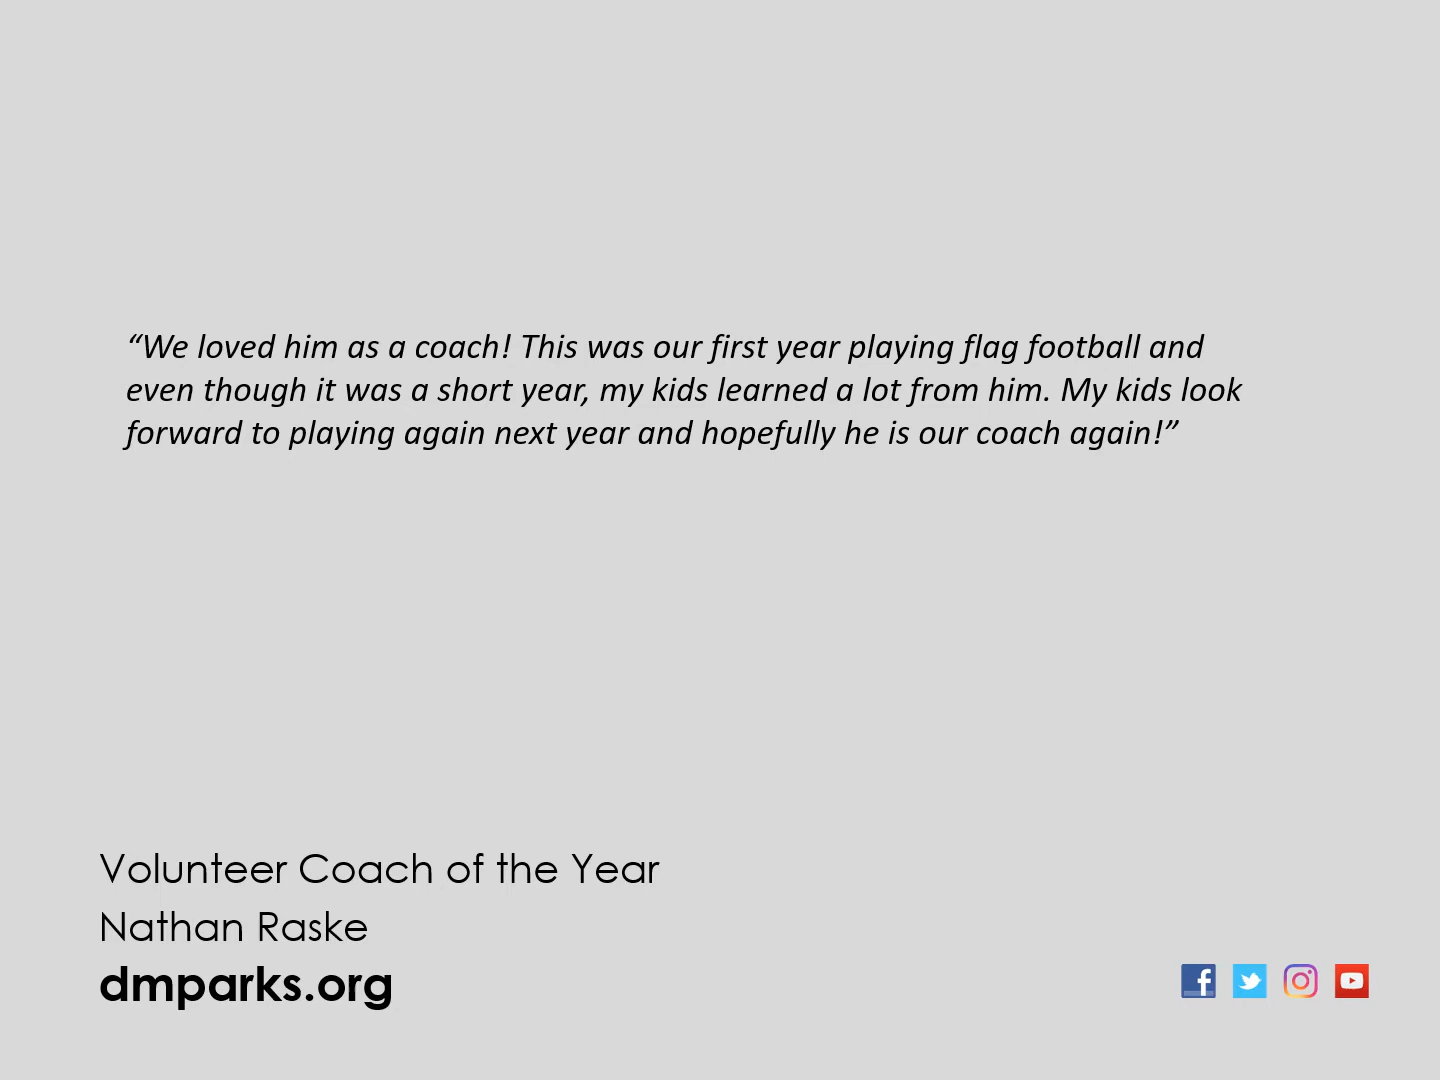 “We loved him as a coach! This was our first year playing flag football and
even though it was a short year, my kids learned a lot from him. My kids look
forward to playing again next year and hopefully he is our coach again!”
Volunteer Coach of the Year
Nathan Raske
dmparks.org